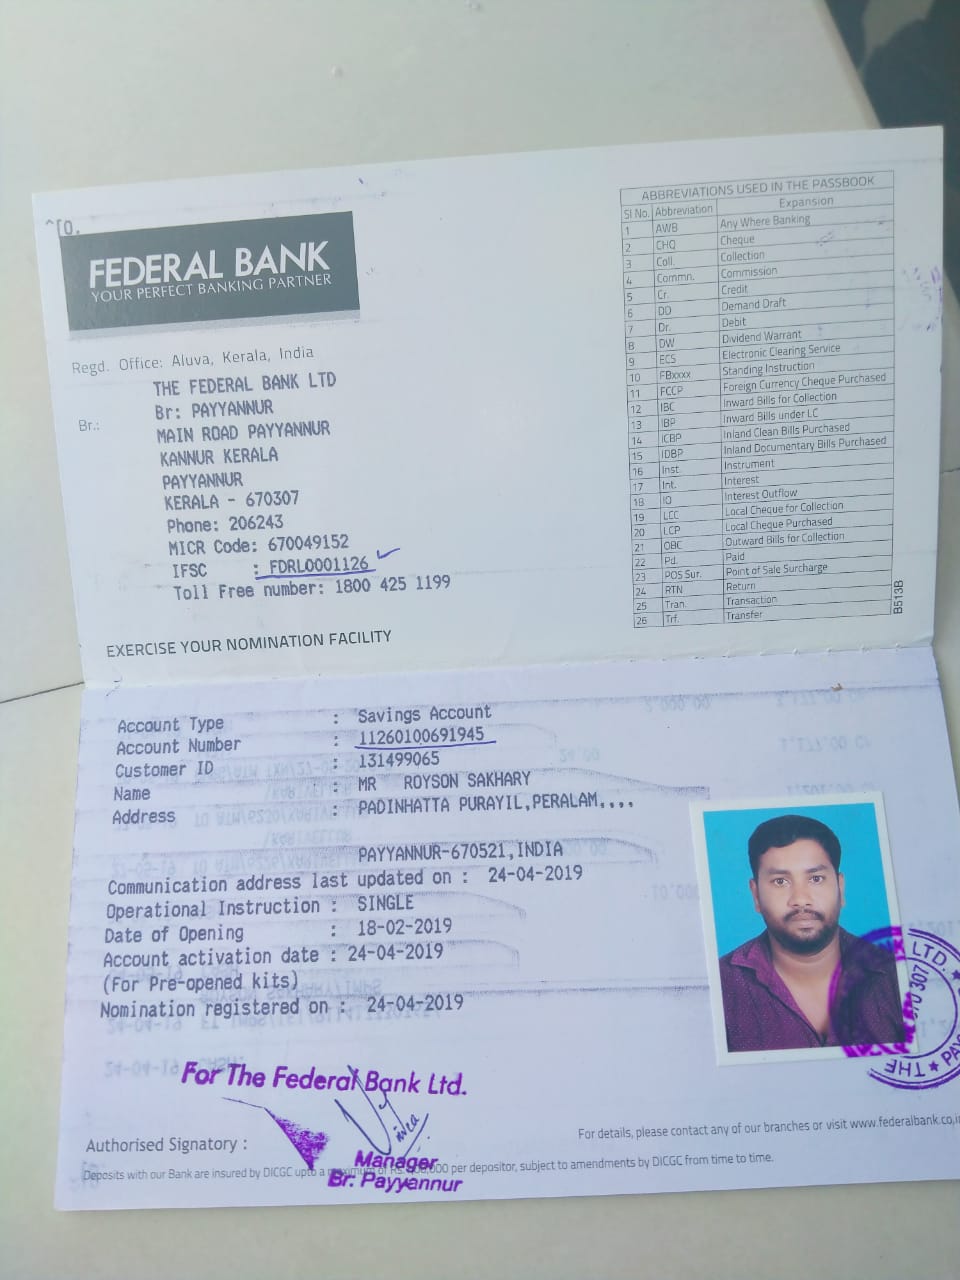 ^[O.
FEDERAL BANK
YOUR PERFECT BANKING PARTNER
Regd. Office: Aluva, Kerala, India
THE FEDERAL BANK LTD
Br.: Br: PAYYANNUR
MAIN ROAD PAYYANNUR
KANNUR KERALA
PAYYANNUR
KERALA - 670307
Phone: 206243
MICR Code: 670049152
IFSC : FDRL0001126
Toll Free number: 1800 425 1199
EXERCISE YOUR NOMINATION FACILITY
ABBREVIATIONS USED IN THE PASSBOOK
Sl No. Abbreviation Expansion
1 AWB Any Where Banking
2 CHQ Cheque
3 Coll. Collection
4 Commn. Commission
5 Cr. Credit
6 DD Demand Draft
7 Dr. Debit
8 DW Dividend Warrant
9 ECS Electronic Clearing Service
10 FBxxxx Standing Instruction
11 FCCP Foreign Currency Cheque Purchased
12 IBC Inward Bills for Collection
13 IBP Inward Bills under LC
14 ICBP Inland Clean Bills Purchased
15 IDBP Inland Documentary Bills Purchased
16 Inst. Instrument
17 Int. Interest
18 IO Interest Outflow
19 LCC Local Cheque for Collection
20 LCP Local Cheque Purchased
21 OBC Outward Bills for Collection
22 Pd. Paid
23 POS Sur. Point of Sale Surcharge
24 RTN Return
25 Tran. Transaction
26 Trf. Transfer
B513B
Account Type : Savings Account
Account Number : 11260100691945
Customer ID : 131499065
Name : MR ROYSON SAKHARY
Address : PADINHATTA PURAYIL,PERALAM,,,,
PAYYANNUR-670521,INDIA
Communication address last updated on : 24-04-2019
Operational Instruction : SINGLE
Date of Opening : 18-02-2019
Account activation date : 24-04-2019
(For Pre-opened kits)
Nomination registered on : 24-04-2019
LTD. ★
670 307
THE ★ PAY
For The Federal Bank Ltd.
Authorised Signatory :
Manager
Br. Payyannur
For details, please contact any of our branches or visit www.federalbank.co.in
Deposits with our Bank are insured by DICGC upto a maximum of Rs. per depositor, subject to amendments by DICGC from time to time.